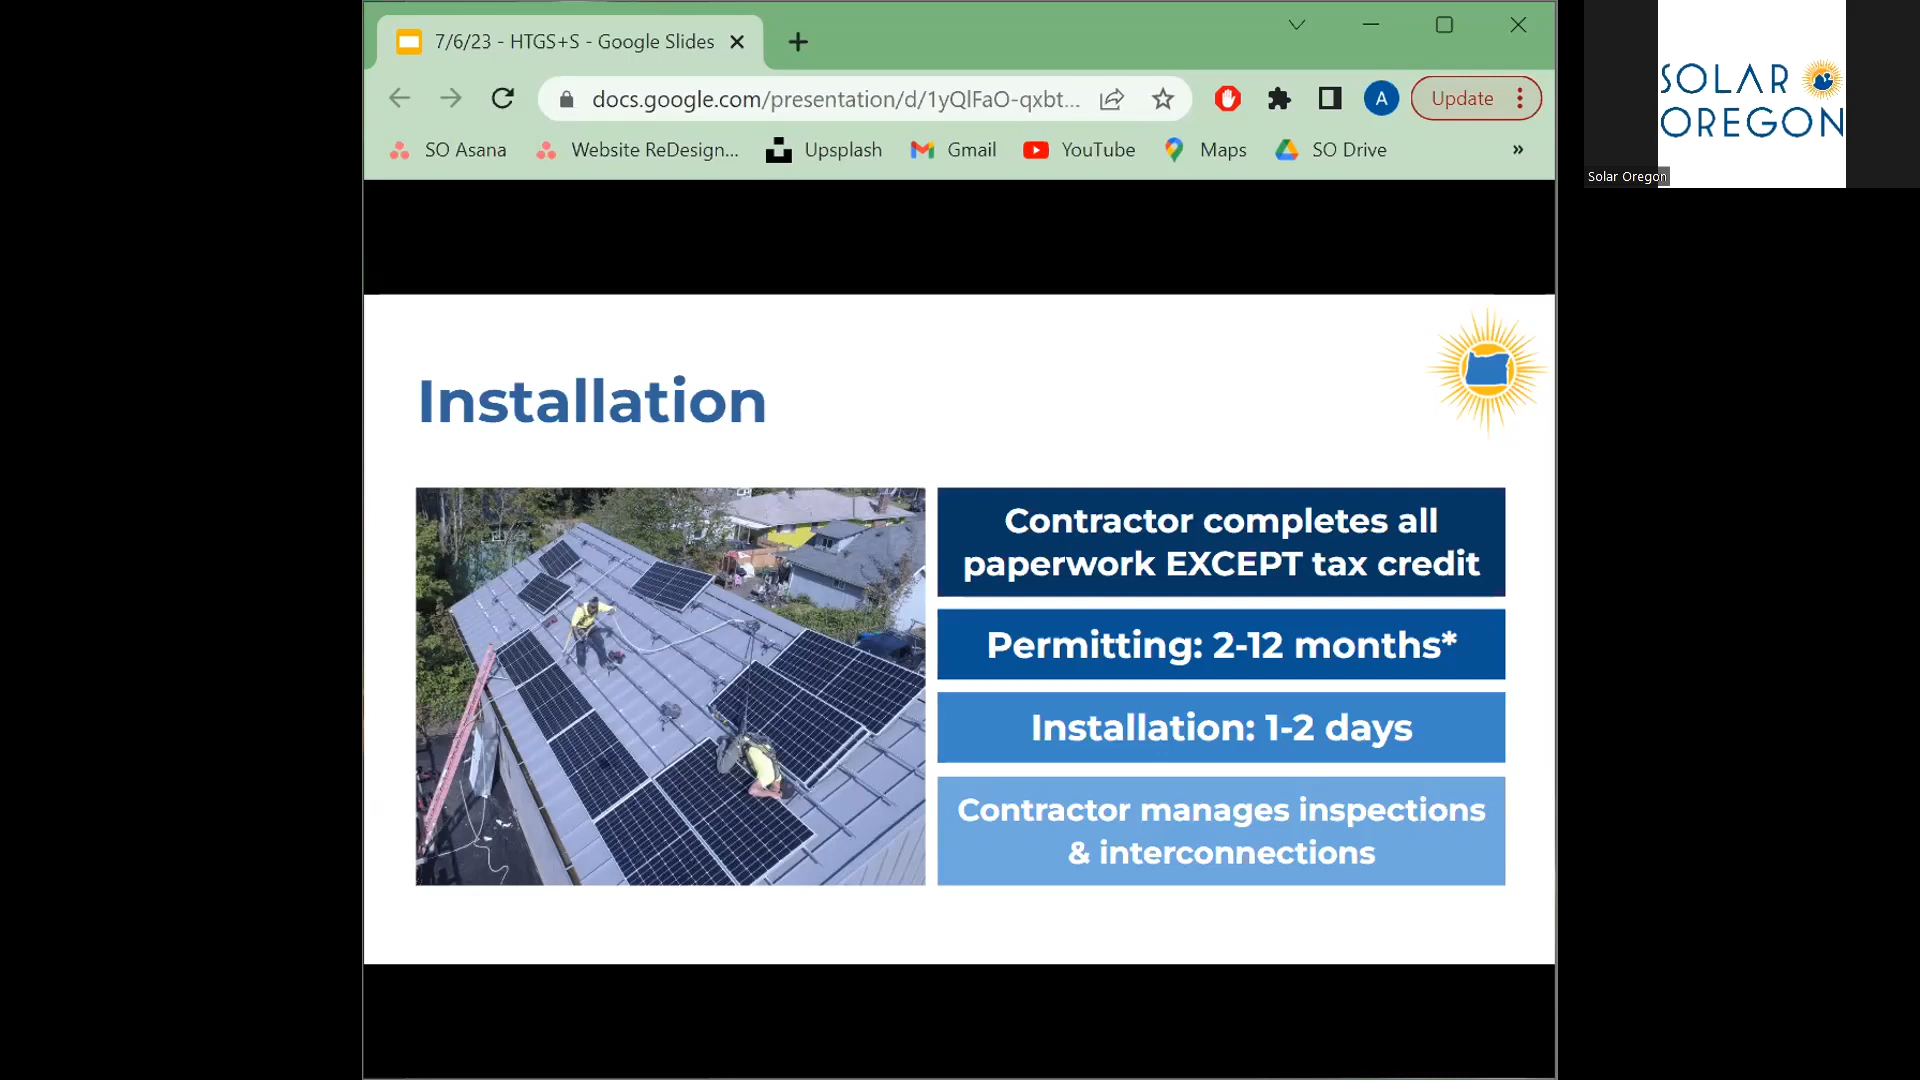 7/6/23 - HTGS+S - Google Slides
docs.google.com/presentation/d/1yQlFaO-qxbt...
A
Update
SO Asana
Website ReDesign...
Upsplash
Gmail
YouTube
Maps
SO Drive
»
SOLAR
OREGON
Solar Oregon
Installation
Contractor completes all
paperwork EXCEPT tax credit
Permitting: 2-12 months*
Installation: 1-2 days
Contractor manages inspections
& interconnections